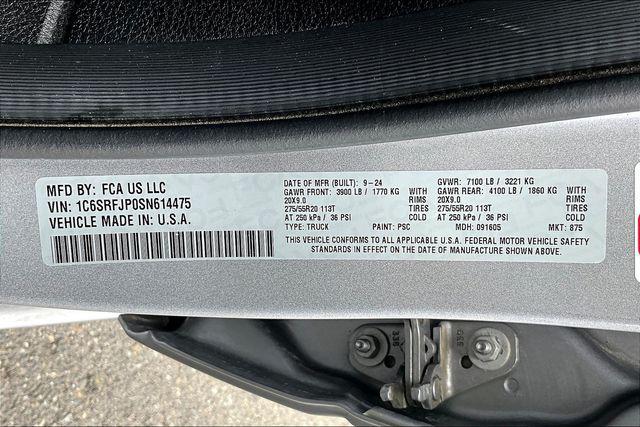 MFD BY: FCA US LLC
VIN: 1C6SRFJP0SN614475
VEHICLE MADE IN U.S.A.
DATE OF MFR (BUILT): 9-24 GVWR: 7100 LB / 3221 KG
GAWR FRONT: 3900 LB / 1770 KG WITH GAWR REAR: 4100 LB / 1860 KG WITH
20X9.0 RIMS 20X9.0 RIMS
275/55R20 113T TIRES 275/55R20 113T TIRES
AT 250 kPa / 36 PSI COLD AT 250 kPa / 36 PSI COLD
TYPE: TRUCK PAINT: PSC MDH: 091605 MKT: 875
THIS VEHICLE CONFORMS TO ALL APPLICABLE U.S.A. FEDERAL MOTOR VEHICLE SAFETY
STANDARDS IN EFFECT ON THE DATE OF MANUFACTURE SHOWN ABOVE.
336